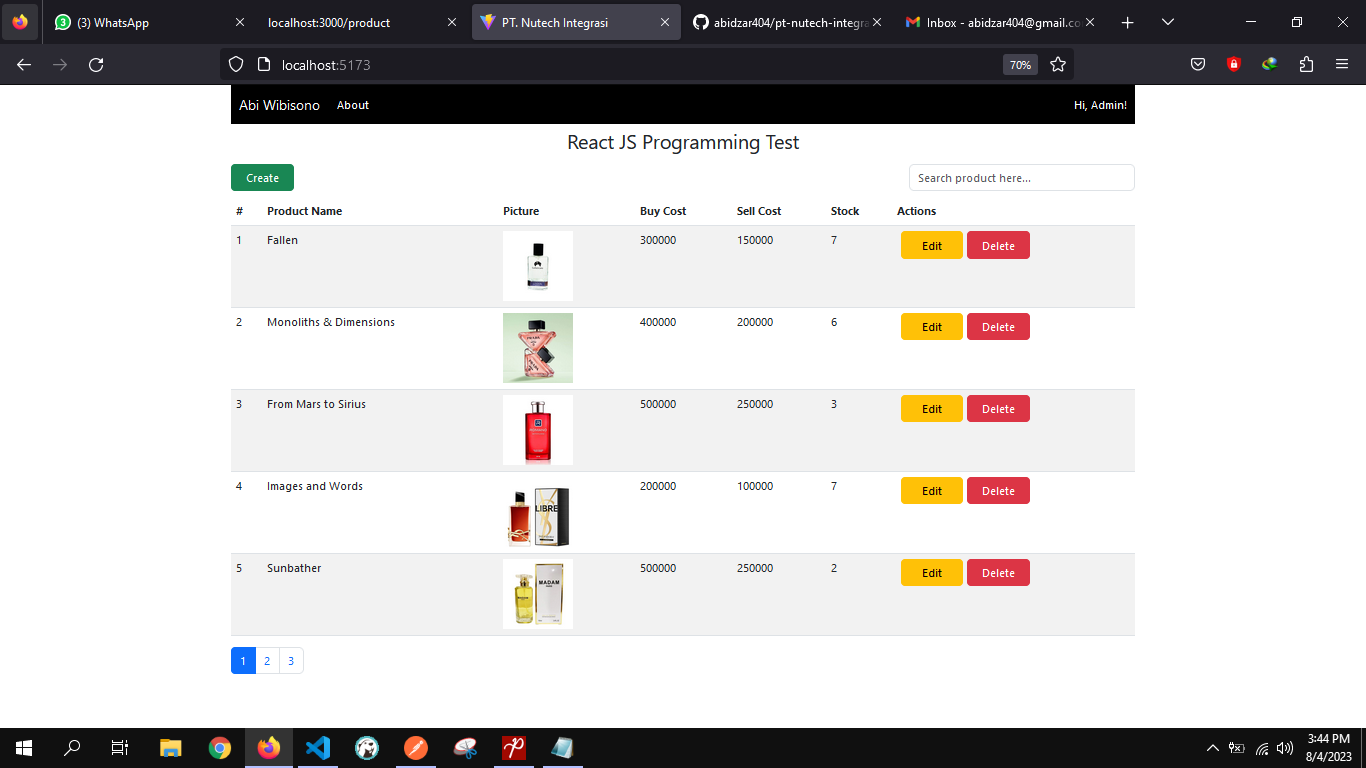 (3) WhatsApp
localhost:3000/product
PT. Nutech Integrasi
abidzar404/pt-nutech-integra
Inbox - abidzar404@gmail.co
localhost:5173
70%
Abi Wibisono About Hi, Admin!
React JS Programming Test
Create
Search product here...
# Product Name Picture Buy Cost Sell Cost Stock Actions
1 Fallen 300000 150000 7 Edit Delete
2 Monoliths & Dimensions 400000 200000 6 Edit Delete
3 From Mars to Sirius 500000 250000 3 Edit Delete
4 Images and Words 200000 100000 7 Edit Delete
LIBRE
5 Sunbather 500000 250000 2 Edit Delete
MADAM
1 2 3
3:44 PM
8/4/2023